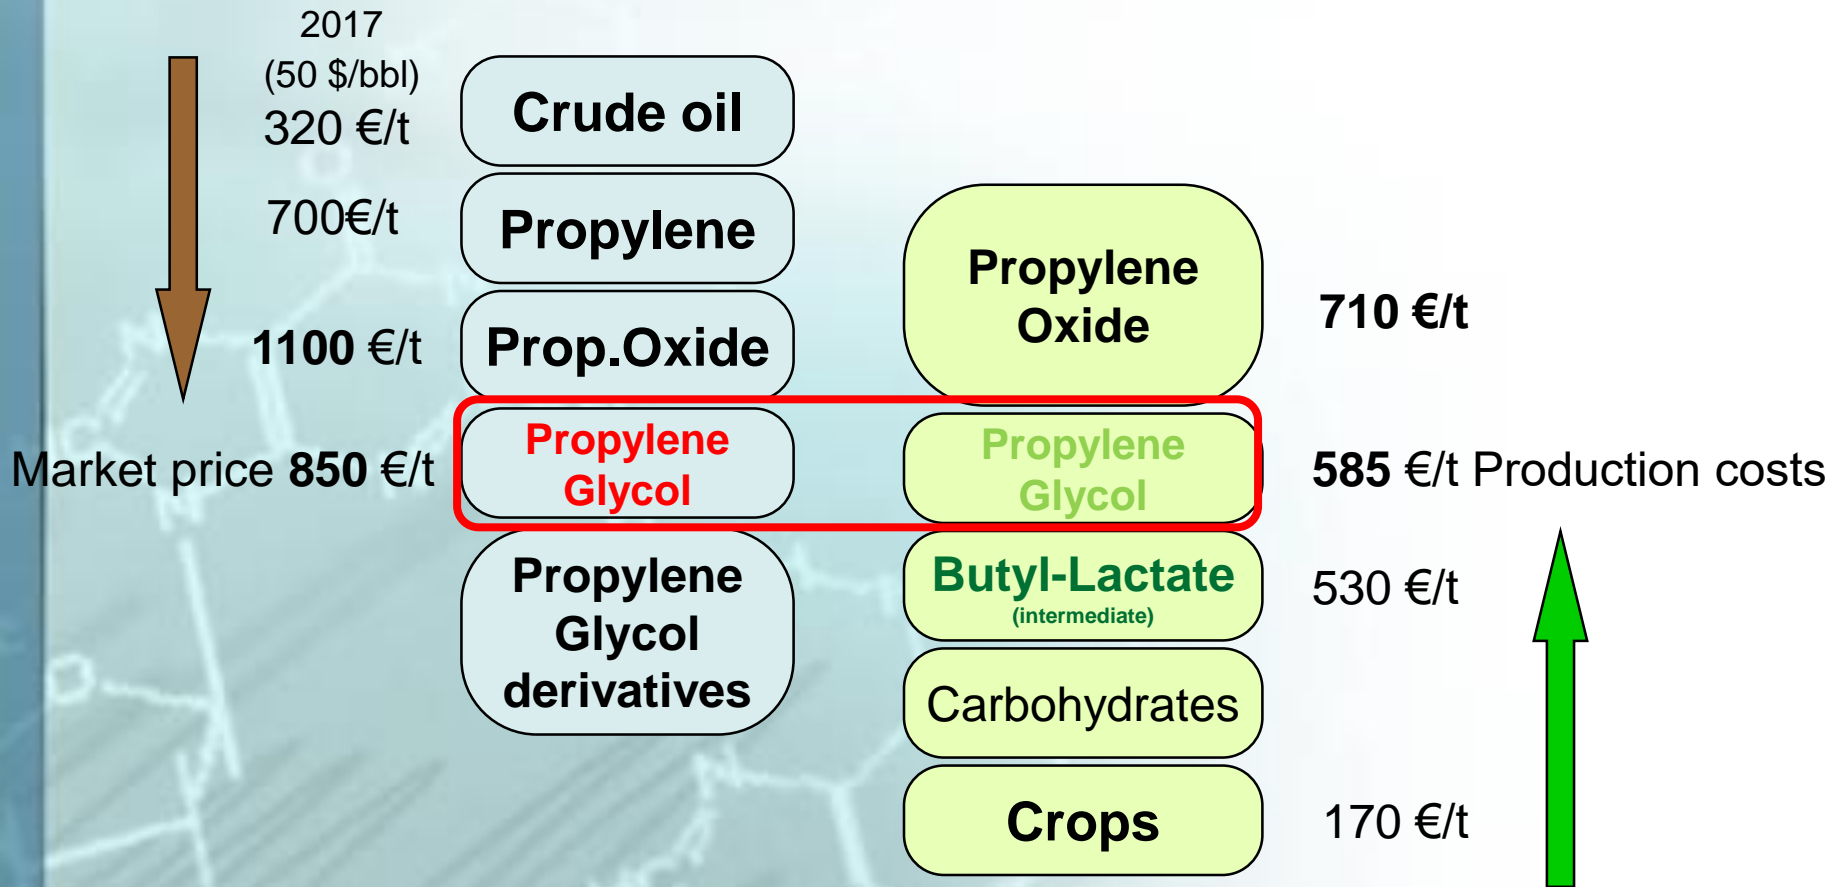 2017
(50 $/bbl)
320 €/t
Crude oil
700€/t
Propylene
1100 €/t
Prop.Oxide
Propylene
Oxide
710 €/t
Market price 850 €/t
Propylene
Glycol
Propylene
Glycol
585 €/t Production costs
Propylene
Glycol
derivatives
Butyl-Lactate
(intermediate)
530 €/t
Carbohydrates
Crops
170 €/t